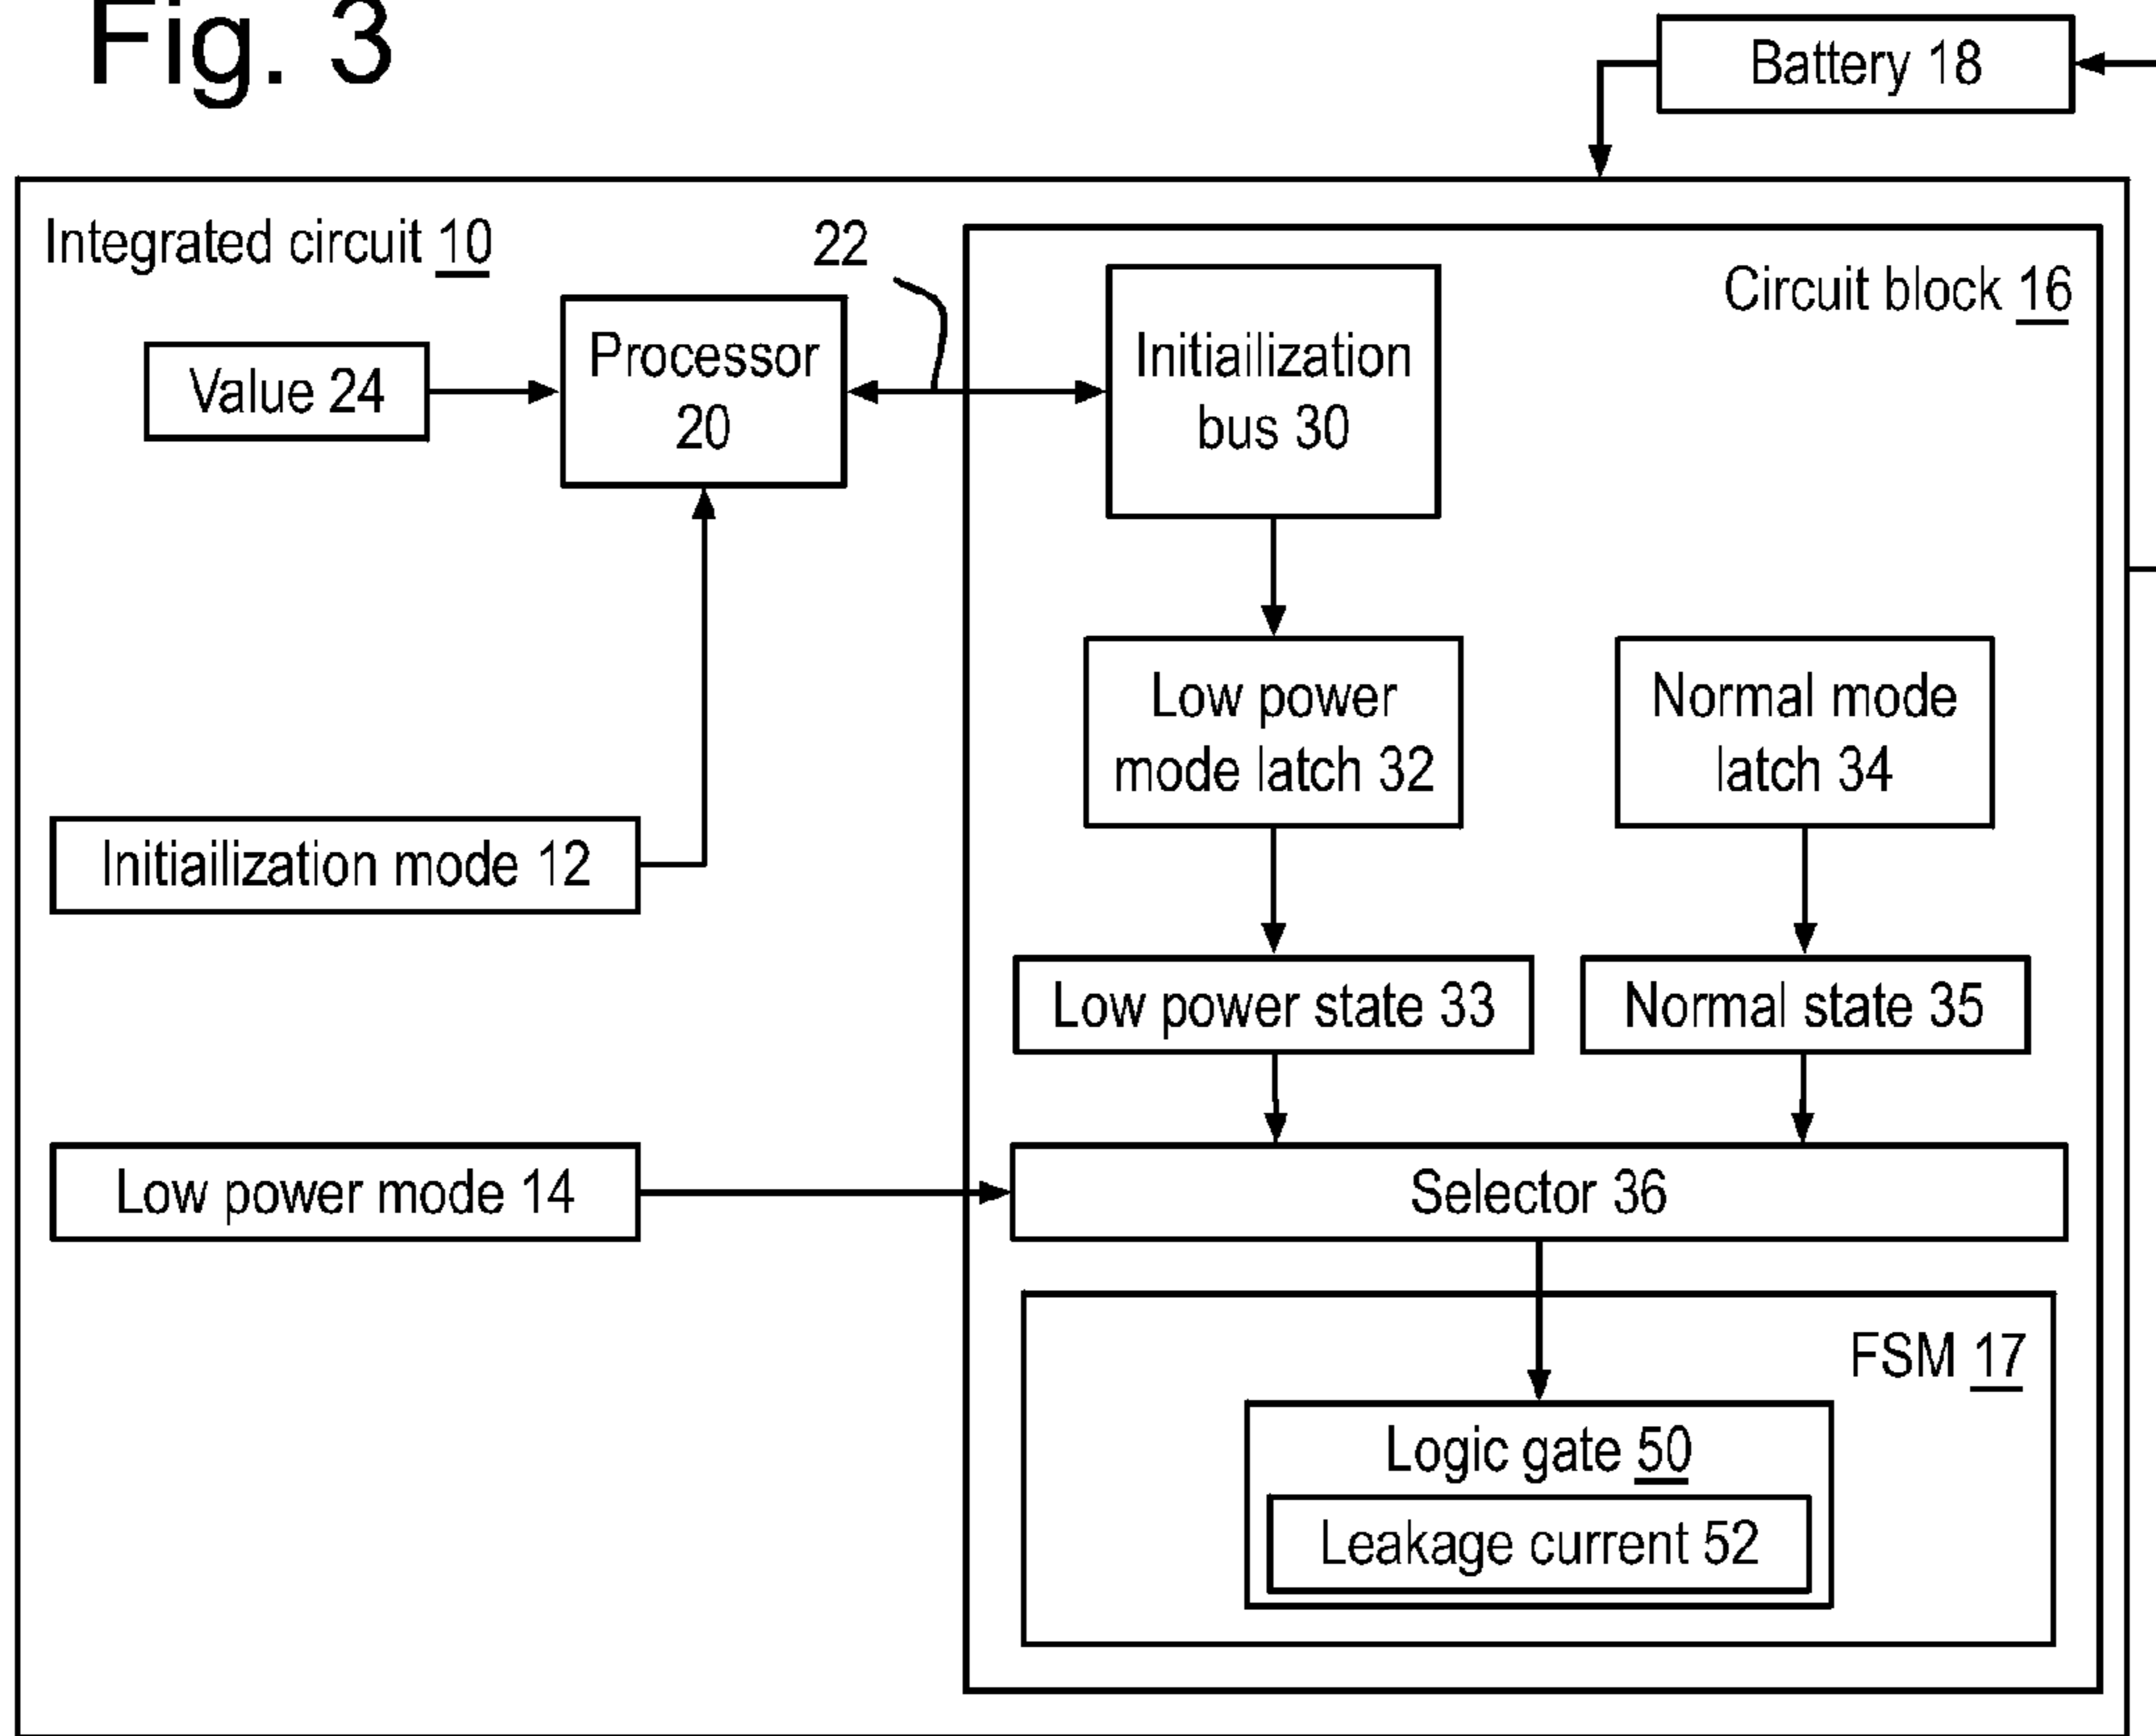 Fig. 3
Battery 18
Integrated circuit 10
22
Circuit block 16
Value 24
Processor
20
Initiailization
bus 30
Low power
mode latch 32
Normal mode
latch 34
Initiailization mode 12
Low power state 33
Normal state 35
Low power mode 14
Selector 36
FSM 17
Logic gate 50
Leakage current 52